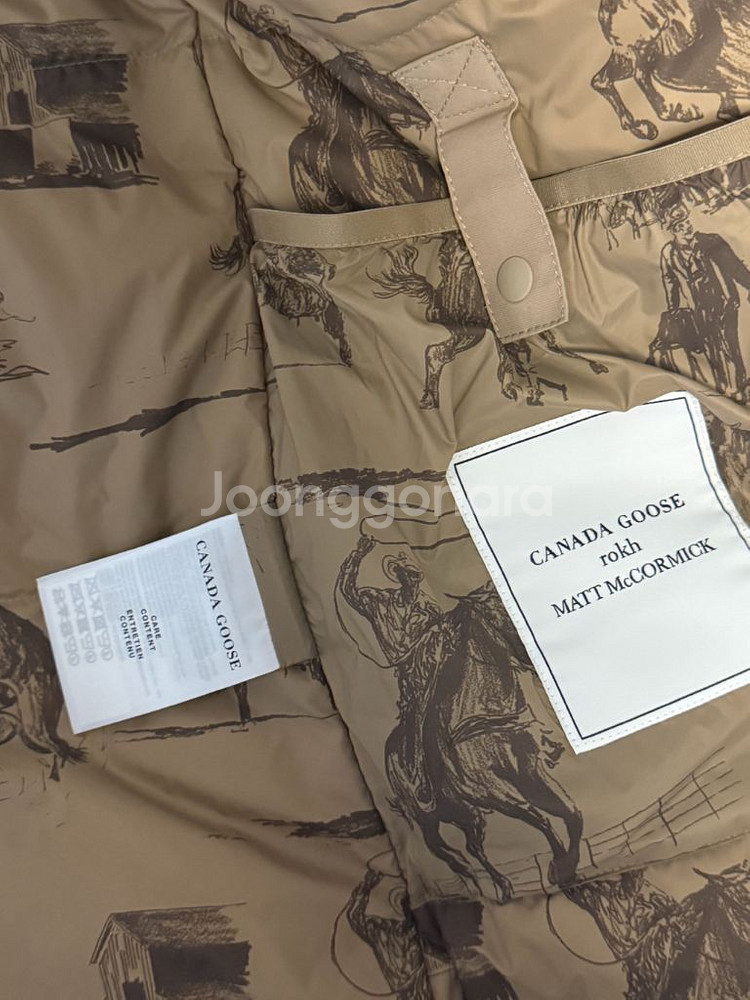 Joonggonara
CANADA GOOSE
rokh
MATT McCORMICK
CANADA GOOSE
CARE
CONTENT
ENTRETIEN
CONTENU